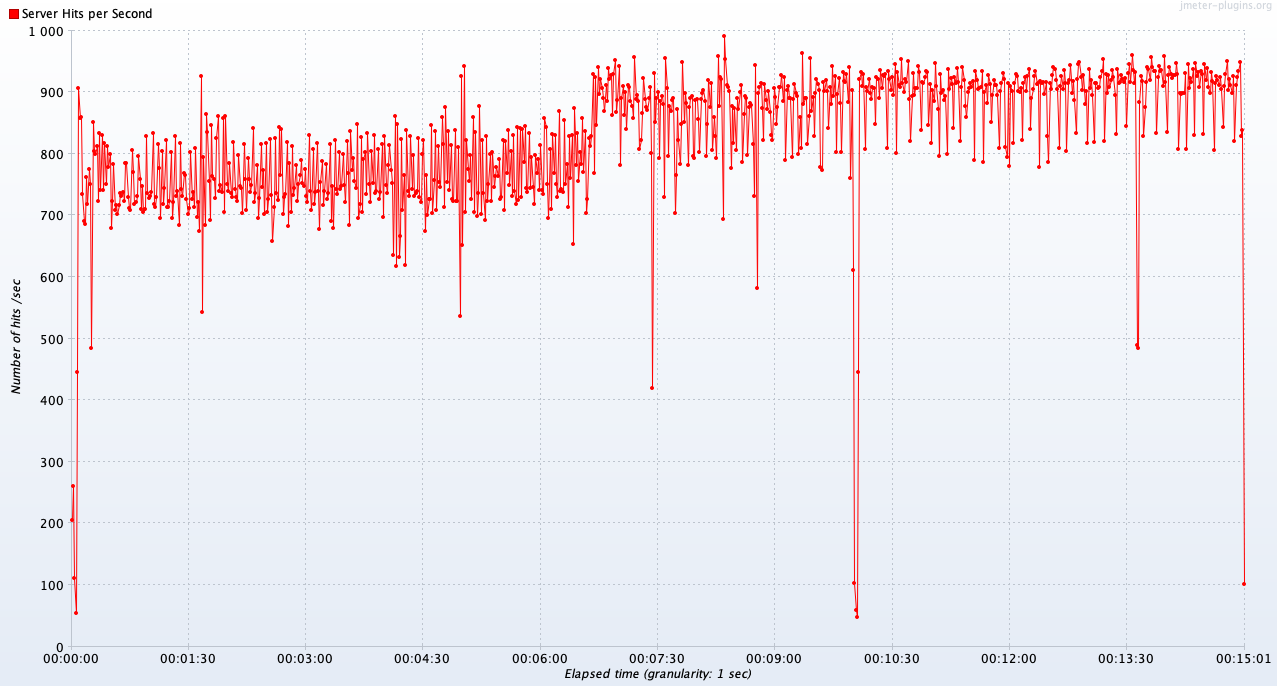 jmeter-plugins.org
Server Hits per Second
1 000
900
800
700
600
500
400
300
200
100
0
Number of hits /sec
00:00:00 00:01:30 00:03:00 00:04:30 00:06:00 00:07:30 00:09:00 00:10:30 00:12:00 00:13:30 00:15:01
Elapsed time (granularity: 1 sec)